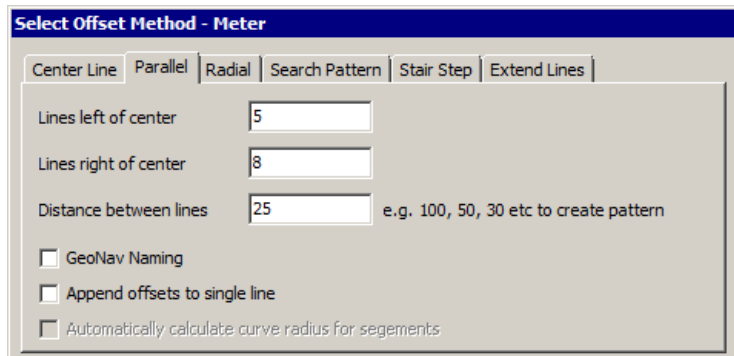 Select Offset Method - Meter
Center Line Parallel Radial Search Pattern Stair Step Extend Lines
Lines left of center 5
Lines right of center 8
Distance between lines 25 e.g. 100, 50, 30 etc to create pattern
GeoNav Naming
Append offsets to single line
Automatically calculate curve radius for segements